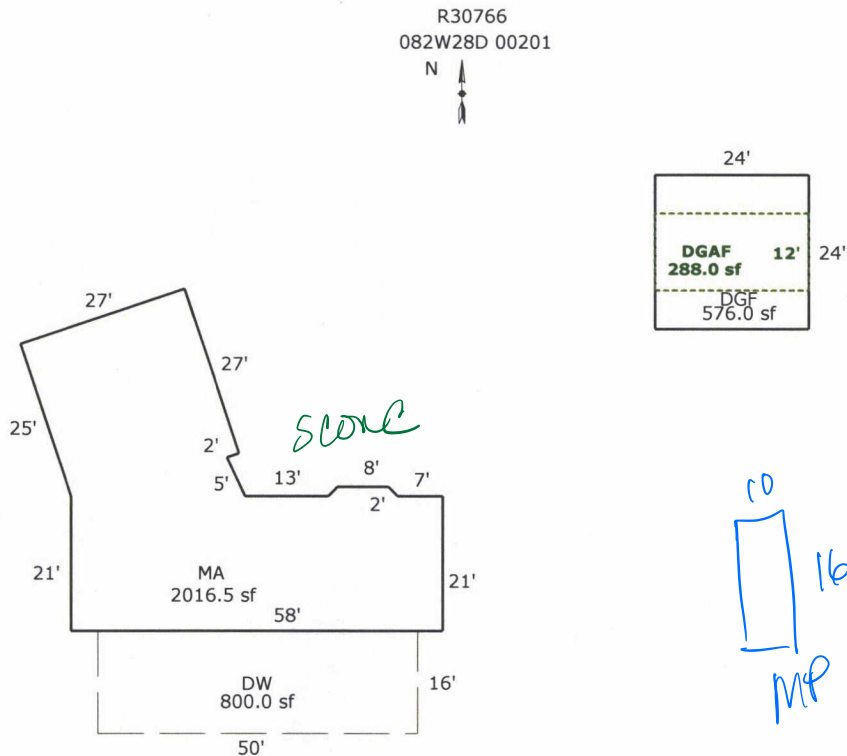 R30766
082W28D 00201
N
24'
DGAF 12' 24'
288.0 sf
DGF
576.0 sf
27'
27'
25'
2'
5'
13'
8'
7'
2'
21'
MA
2016.5 sf
21'
58'
DW
800.0 sf
16'
50'
10
16
MP